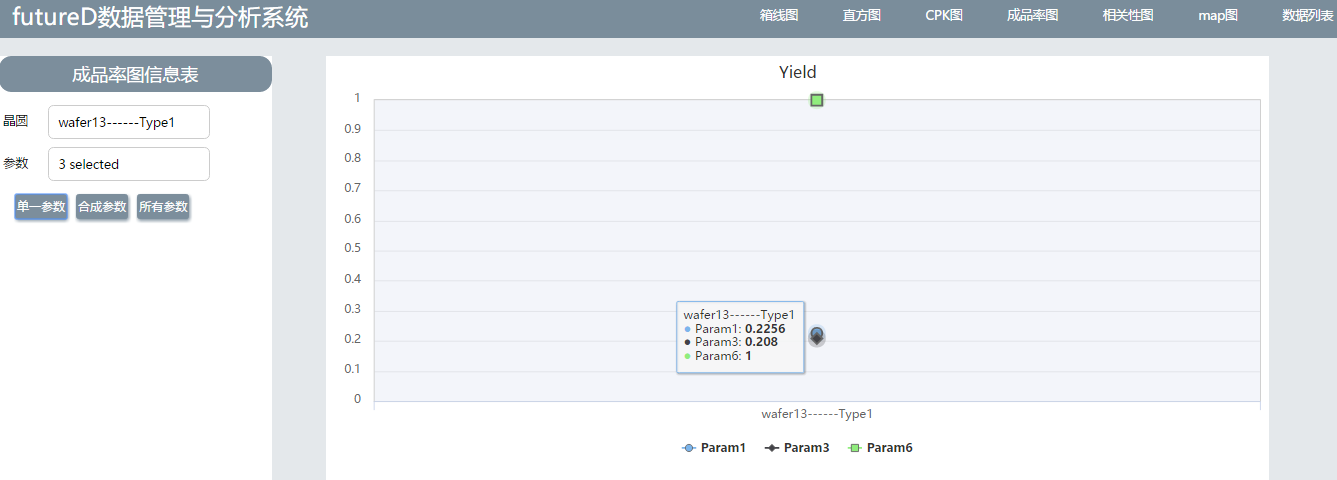 futureD数据管理与分析系统
箱线图 直方图 CPK图 成品率图 相关性图 map图 数据列表
成品率图信息表
晶圆 wafer13------Type1
参数 3 selected
单一参数 合成参数 所有参数
Yield
1
0.9
0.8
0.7
0.6
0.5
0.4
0.3
0.2
0.1
0
wafer13------Type1
Param1: 0.2256
Param3: 0.208
Param6: 1
wafer13------Type1
Param1 Param3 Param6